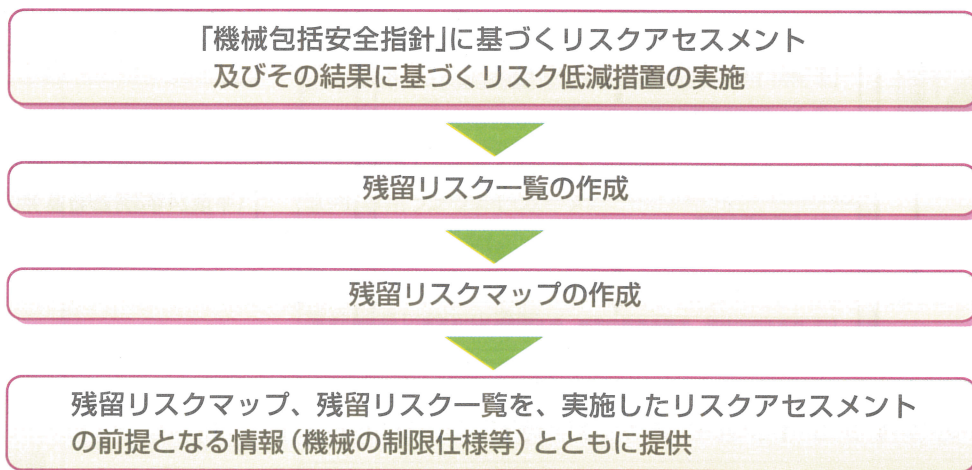 「機械包括安全指針」に基づくリスクアセスメント
及びその結果に基づくリスク低減措置の実施
残留リスク一覧の作成
残留リスクマップの作成
残留リスクマップ、残留リスク一覧を、実施したリスクアセスメント
の前提となる情報（機械の制限仕様等）とともに提供